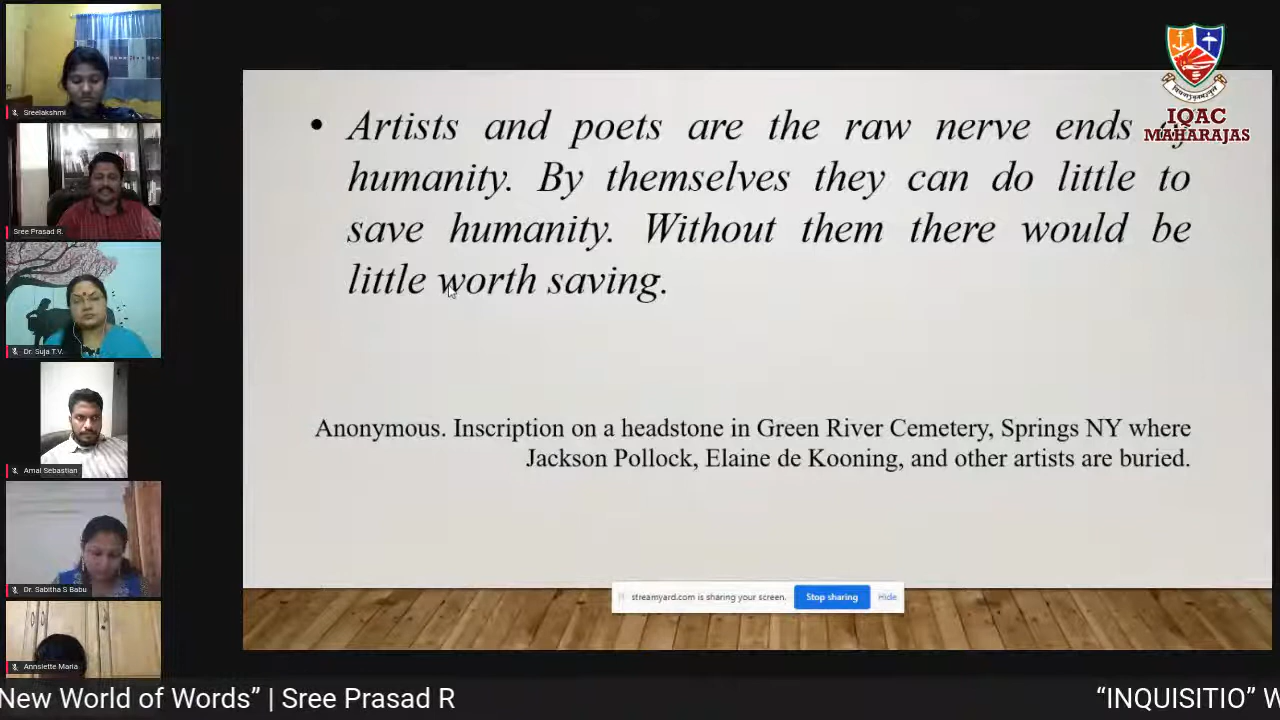 Sreelakshmi
Sree Prasad R.
Dr. Suja T.V.
Amal Sebastian
Dr. Sabitha S Babu
Annsiette Maria
IQAC
MAHARAJAS
• Artists and poets are the raw nerve ends
humanity. By themselves they can do little to
save humanity. Without them there would be
little worth saving.
Anonymous. Inscription on a headstone in Green River Cemetery, Springs NY where
Jackson Pollock, Elaine de Kooning, and other artists are buried.
streamyard.com is sharing your screen. Stop sharing Hide
New World of Words” | Sree Prasad R “INQUISITIO” W